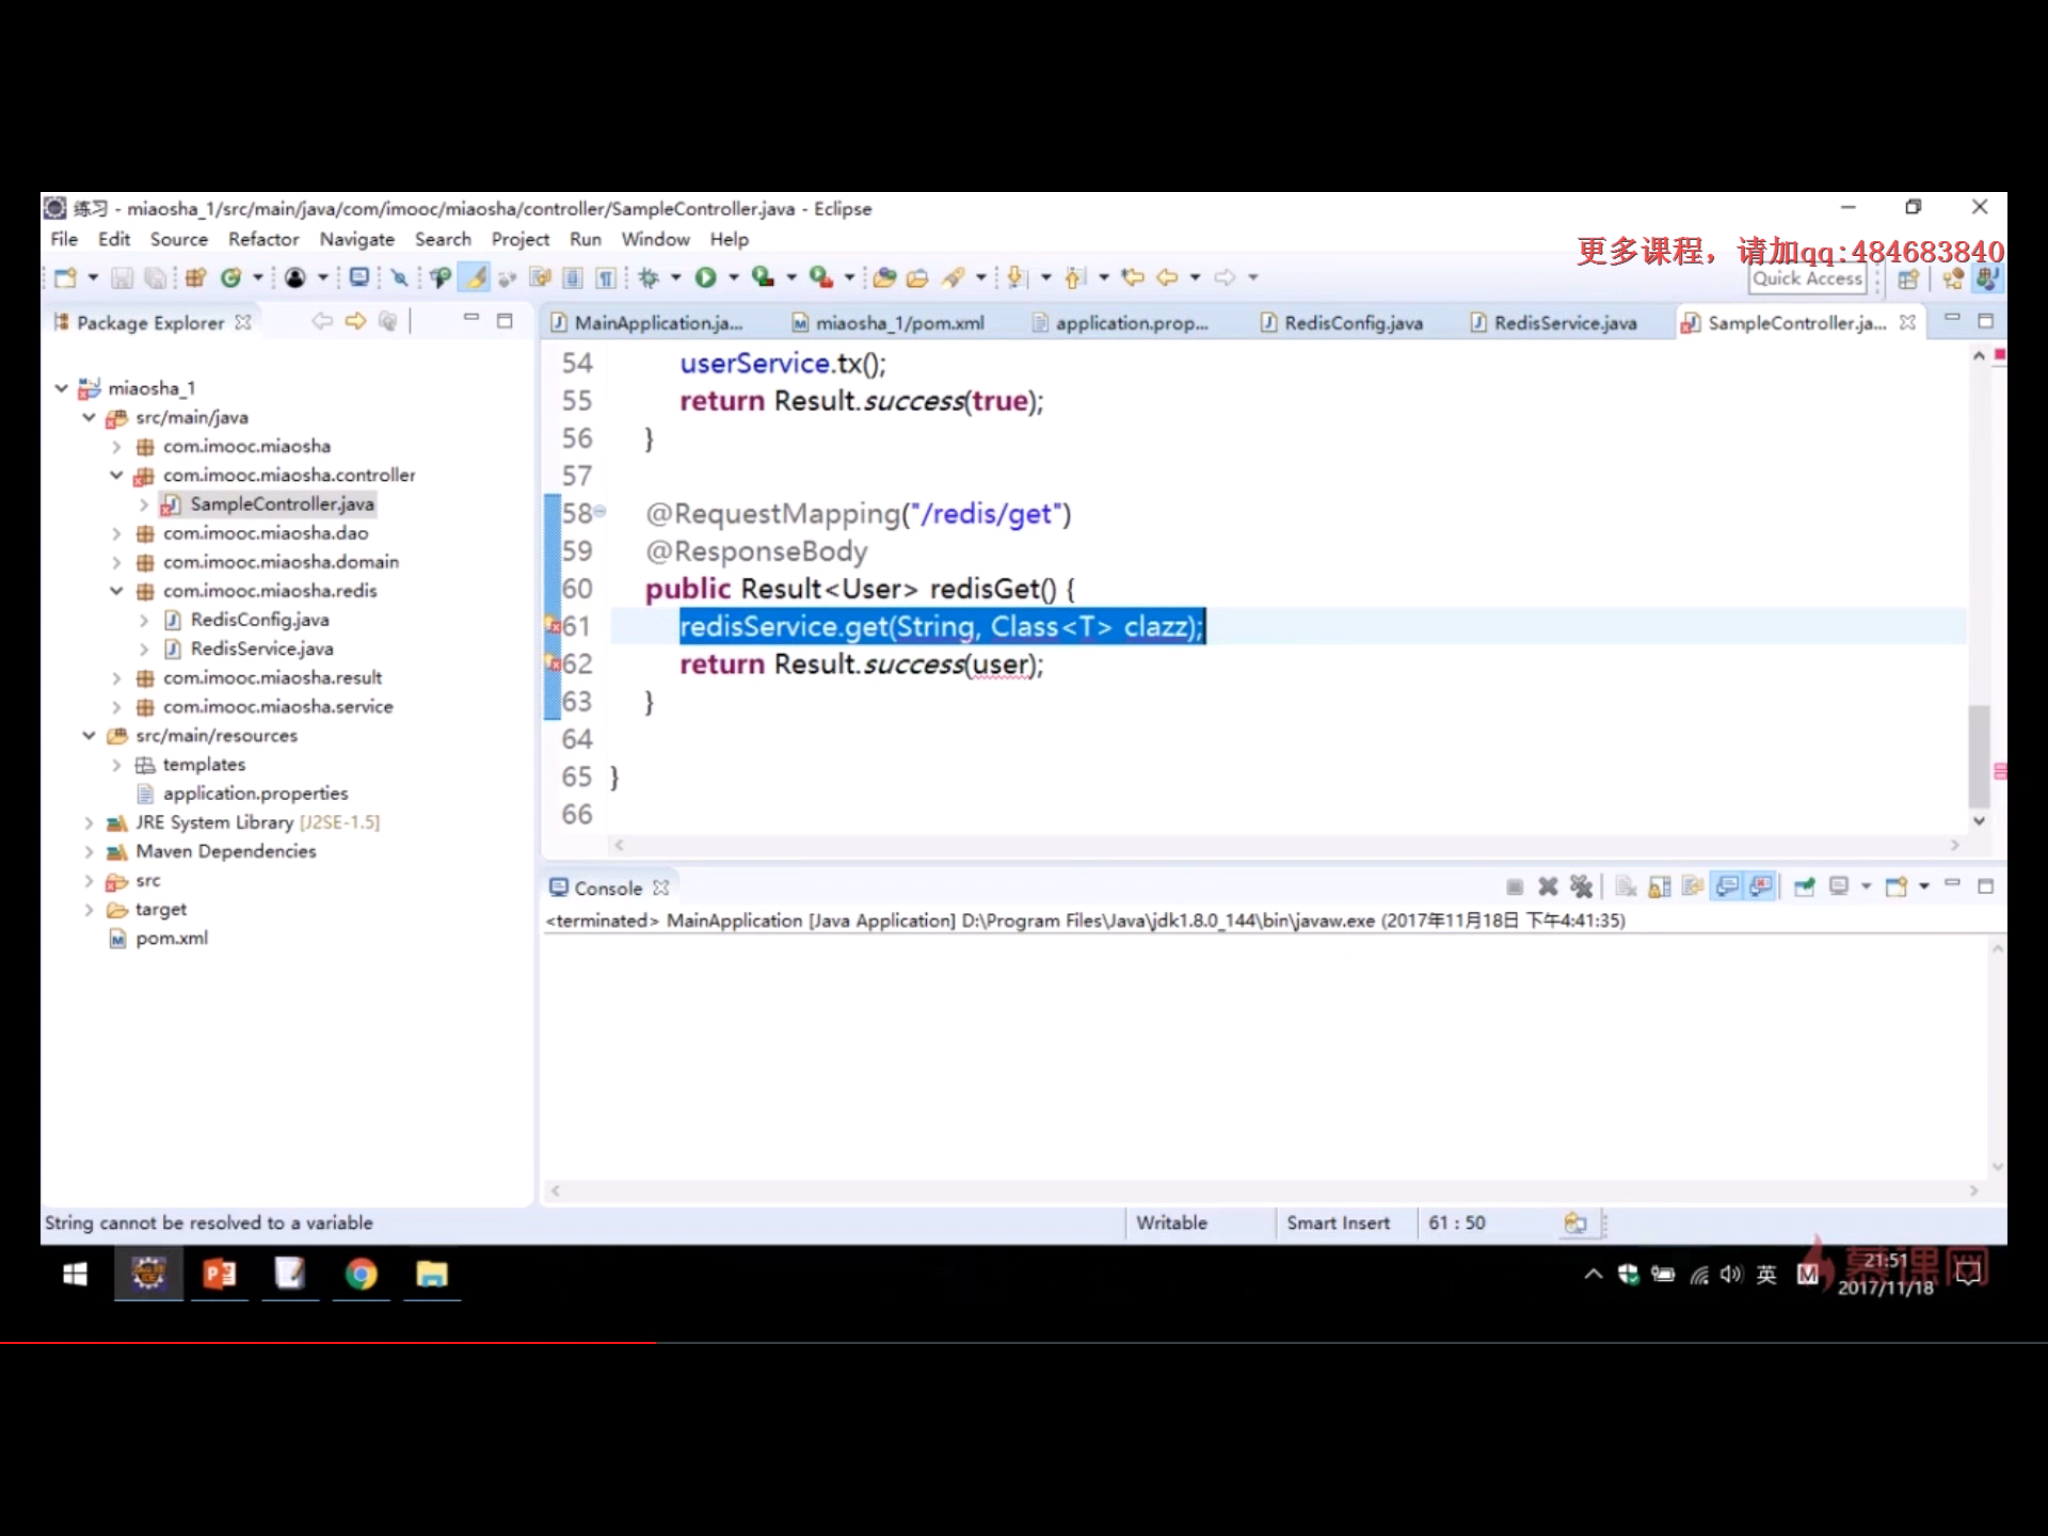 练习 - miaosha_1/src/main/java/com/imooc/miaosha/controller/SampleController.java - Eclipse
File Edit Source Refactor Navigate Search Project Run Window Help
更多课程，请加qq:484683840
Quick Access
Package Explorer
MainApplication.ja... miaosha_1/pom.xml application.prop... RedisConfig.java RedisService.java SampleController.ja...
miaosha_1
src/main/java
com.imooc.miaosha
com.imooc.miaosha.controller
SampleController.java
com.imooc.miaosha.dao
com.imooc.miaosha.domain
com.imooc.miaosha.redis
RedisConfig.java
RedisService.java
com.imooc.miaosha.result
com.imooc.miaosha.service
src/main/resources
templates
application.properties
JRE System Library [J2SE-1.5]
Maven Dependencies
src
target
pom.xml
54 userService.tx();
55 return Result.success(true);
56 }
57
58 @RequestMapping("/redis/get")
59 @ResponseBody
60 public Result<User> redisGet() {
61 redisService.get(String, Class<T> clazz);
62 return Result.success(user);
63 }
64
65 }
66
Console
<terminated> MainApplication [Java Application] D:\Program Files\Java\jdk1.8.0_144\bin\javaw.exe (2017年11月18日 下午4:41:35)
String cannot be resolved to a variable
Writable Smart Insert 61 : 50
英 M
慕课网
21:51
2017/11/18